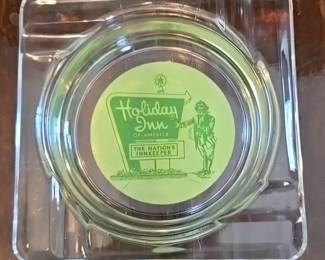 Holiday
Inn
OF AMERICA
THE NATION'S
INNKEEPER